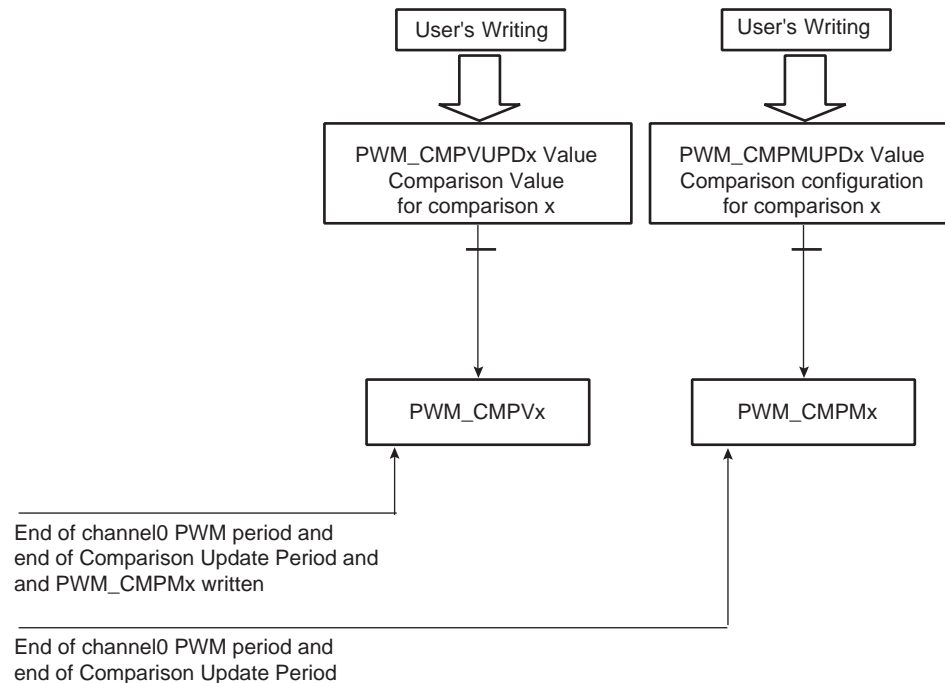 User's Writing
User's Writing
PWM_CMPVUPDx Value
Comparison Value
for comparison x
PWM_CMPMUPDx Value
Comparison configuration
for comparison x
PWM_CMPVx
PWM_CMPMx
End of channel0 PWM period and
end of Comparison Update Period and
and PWM_CMPMx written
End of channel0 PWM period and
end of Comparison Update Period